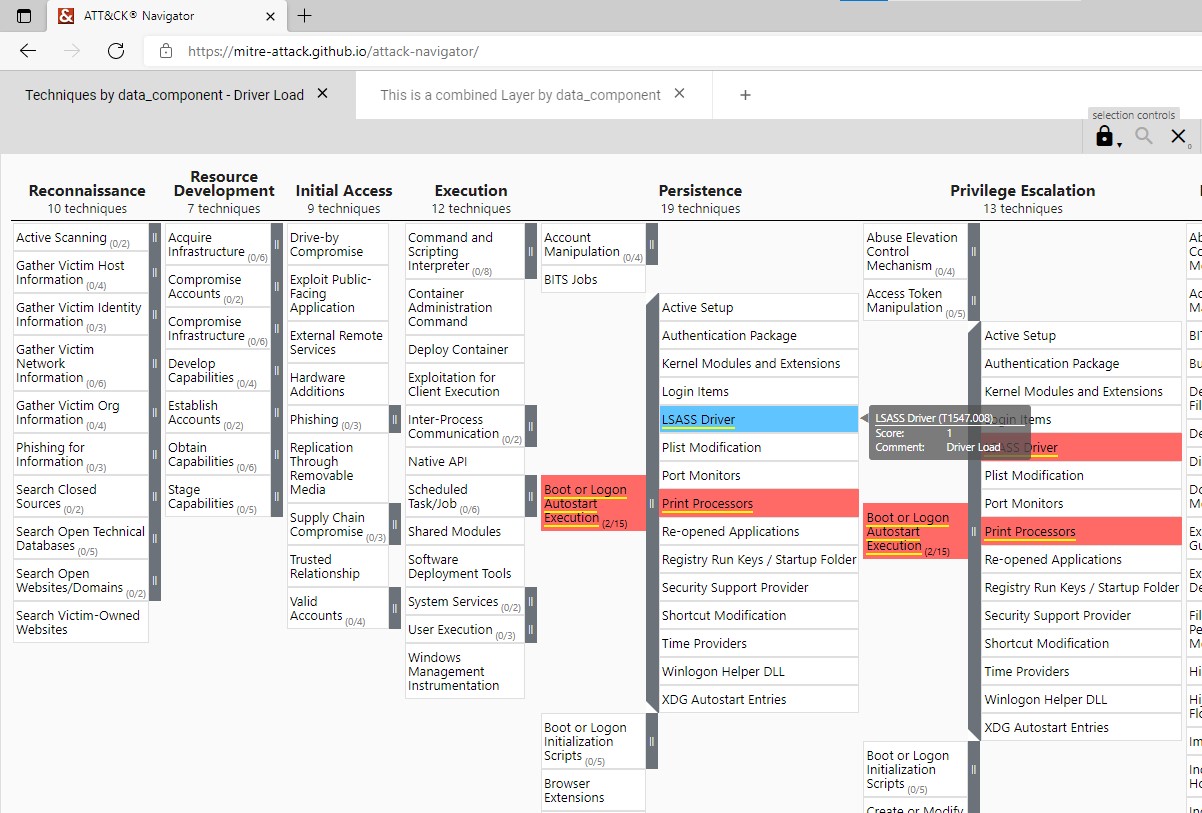 ATT&CK® Navigator
https://mitre-attack.github.io/attack-navigator/
Techniques by data_component - Driver Load
This is a combined Layer by data_component
selection controls
0
Reconnaissance
10 techniques
Active Scanning (0/2)
Gather Victim Host
Information (0/4)
Gather Victim Identity
Information (0/3)
Gather Victim
Network
Information (0/6)
Gather Victim Org
Information (0/4)
Phishing for
Information (0/3)
Search Closed
Sources (0/2)
Search Open Technical
Databases (0/5)
Search Open
Websites/Domains (0/2)
Search Victim-Owned
Websites
Resource
Development
7 techniques
Acquire
Infrastructure (0/6)
Compromise
Accounts (0/2)
Compromise
Infrastructure (0/6)
Develop
Capabilities (0/4)
Establish
Accounts (0/2)
Obtain
Capabilities (0/6)
Stage
Capabilities (0/5)
Initial Access
9 techniques
Drive-by
Compromise
Exploit Public-
Facing
Application
External Remote
Services
Hardware
Additions
Phishing (0/3)
Replication
Through
Removable
Media
Supply Chain
Compromise (0/3)
Trusted
Relationship
Valid
Accounts (0/4)
Execution
12 techniques
Command and
Scripting
Interpreter (0/8)
Container
Administration
Command
Deploy Container
Exploitation for
Client Execution
Inter-Process
Communication (0/2)
Native API
Scheduled
Task/Job (0/6)
Shared Modules
Software
Deployment Tools
System Services (0/2)
User Execution (0/3)
Windows
Management
Instrumentation
Persistence
19 techniques
Account
Manipulation (0/4)
BITS Jobs
Boot or Logon
Autostart
Execution (2/15)
Active Setup
Authentication Package
Kernel Modules and Extensions
Login Items
LSASS Driver
Plist Modification
Port Monitors
Print Processors
Re-opened Applications
Registry Run Keys / Startup Folder
Security Support Provider
Shortcut Modification
Time Providers
Winlogon Helper DLL
XDG Autostart Entries
Boot or Logon
Initialization
Scripts (0/5)
Browser
Extensions
LSASS Driver (T1547.008)
Score: 1
Comment: Driver Load
Privilege Escalation
13 techniques
Abuse Elevation
Control
Mechanism (0/4)
Access Token
Manipulation (0/5)
Boot or Logon
Autostart
Execution (2/15)
Active Setup
Authentication Package
Kernel Modules and Extensions
Login Items
LSASS Driver
Plist Modification
Port Monitors
Print Processors
Re-opened Applications
Registry Run Keys / Startup Folder
Security Support Provider
Shortcut Modification
Time Providers
Winlogon Helper DLL
XDG Autostart Entries
Boot or Logon
Initialization
Scripts (0/5)
Create or Modify